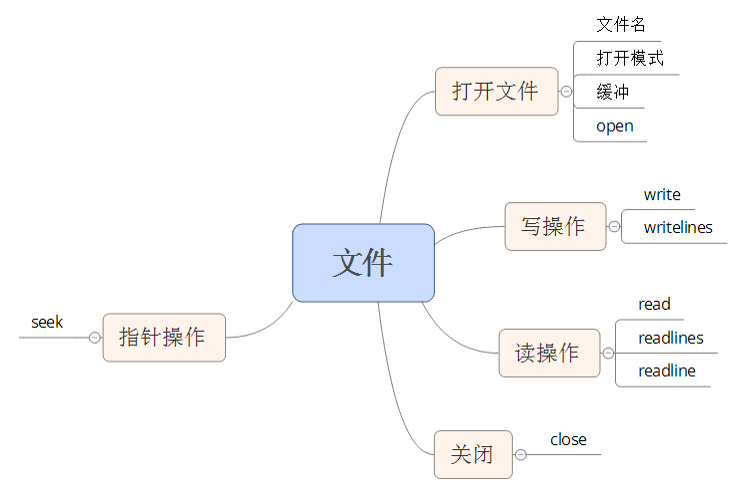 文件名
打开模式
打开文件
缓冲
open
write
写操作
writelines
文件
read
seek
指针操作
readlines
读操作
readline
close
关闭